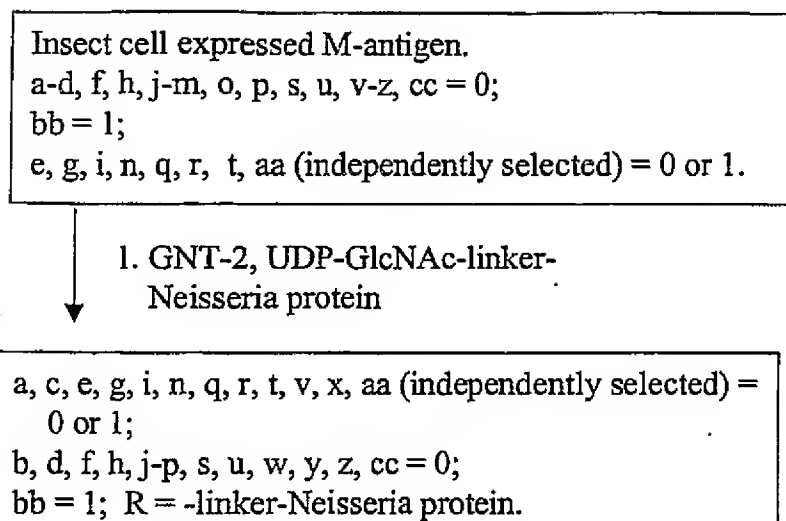 Insect cell expressed M-antigen.
a-d, f, h, j-m, o, p, s, u, v-z, cc = 0;
bb = 1;
e, g, i, n, q, r, t, aa (independently selected) = 0 or 1.
1. GNT-2, UDP-GlcNAc-linker-
Neisseria protein
a, c, e, g, i, n, q, r, t, v, x, aa (independently selected) =
0 or 1;
b, d, f, h, j-p, s, u, w, y, z, cc = 0;
bb = 1; R = -linker-Neisseria protein.